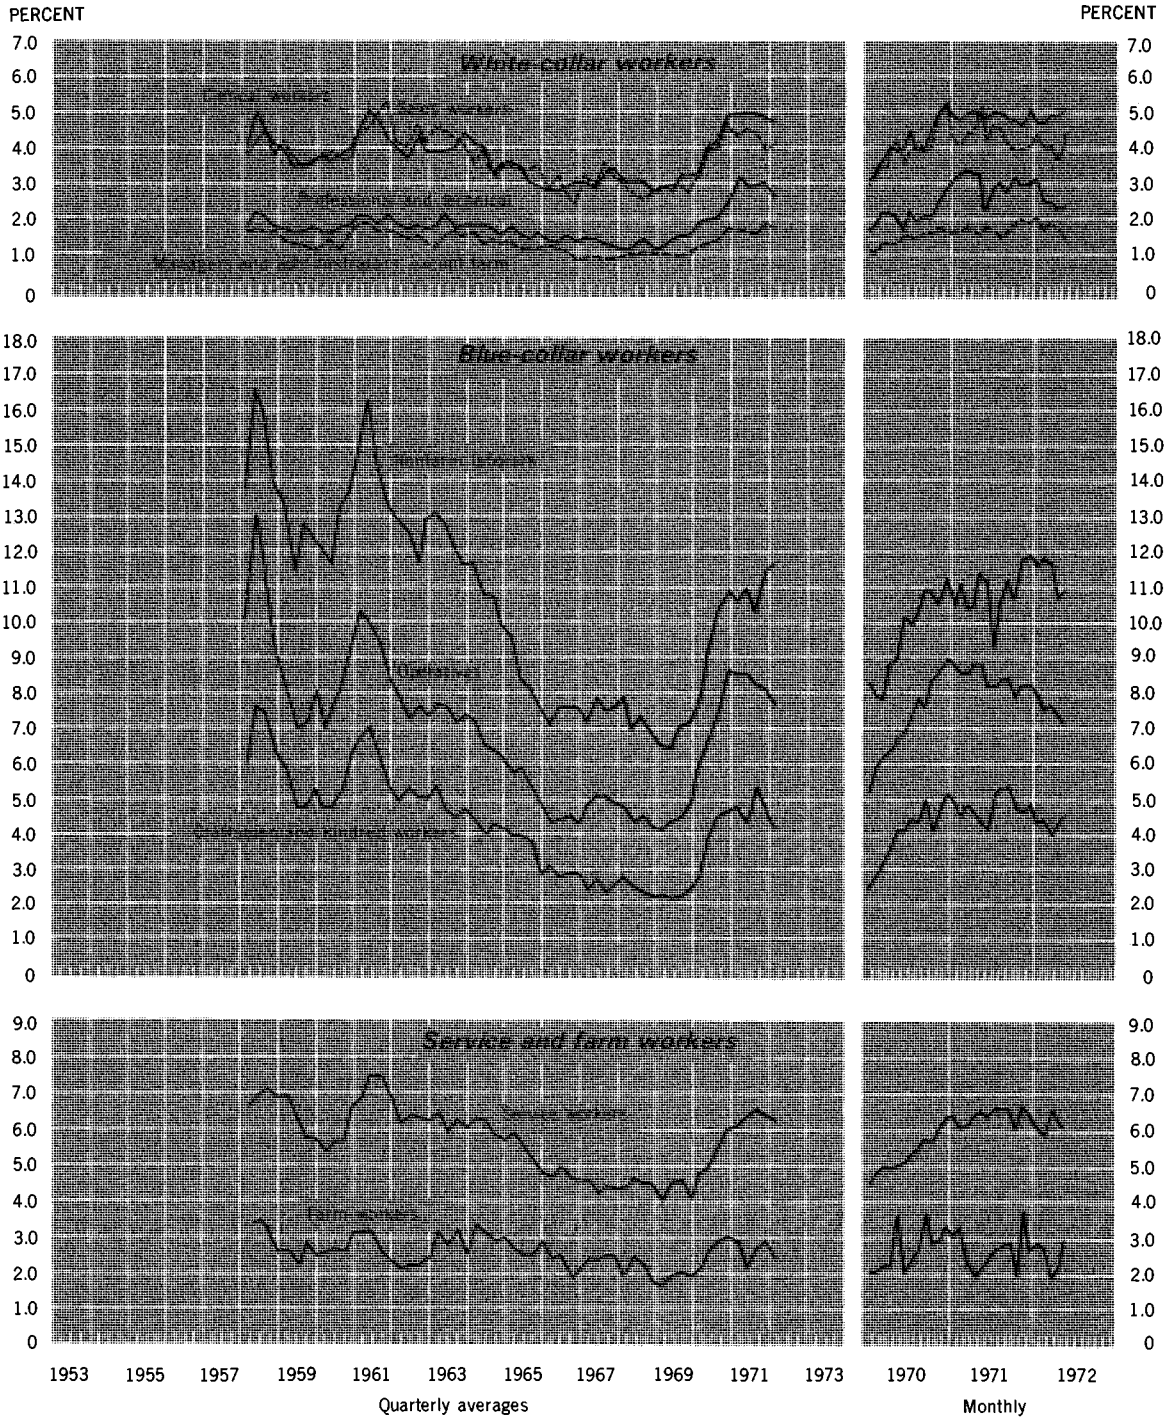 PERCENT PERCENT
7.0 White-collar workers 7.0
6.0 6.0
Clerical workers
5.0 Sales workers 5.0
4.0 4.0
3.0 3.0
Professional and technical
2.0 2.0
1.0 1.0
Managers and administrators, except farm
0 0
18.0 Blue-collar workers 18.0
17.0 17.0
16.0 16.0
15.0 15.0
Nonfarm laborers
14.0 14.0
13.0 13.0
12.0 12.0
11.0 11.0
10.0 10.0
9.0 9.0
Operatives
8.0 8.0
7.0 7.0
6.0 6.0
5.0 5.0
4.0 Craftsmen and kindred workers 4.0
3.0 3.0
2.0 2.0
1.0 1.0
0 0
9.0 Service and farm workers 9.0
8.0 8.0
7.0 7.0
Service workers
6.0 6.0
5.0 5.0
4.0 4.0
Farm workers
3.0 3.0
2.0 2.0
1.0 1.0
0 0
1953 1955 1957 1959 1961 1963 1965 1967 1969 1971 1973 1970 1971 1972
Quarterly averages Monthly